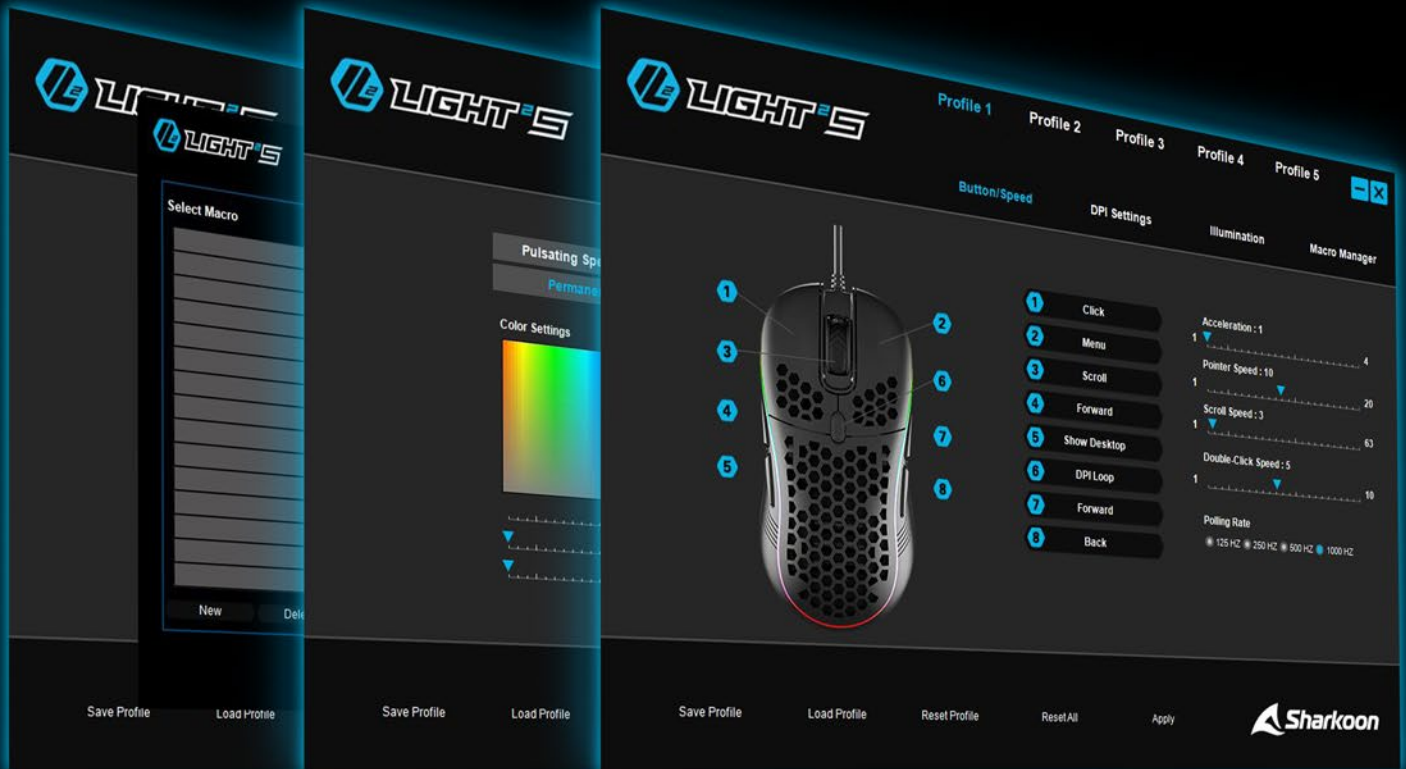 LIGHT²S
Select Macro
New
Save Profile
Load Profile
LIGHT²S
LIGHT²S
Permane
Color Settings
Save Profile
Load Profile
LIGHT²S
Profile 1
Profile 2
Profile 3
Profile 4
Profile 5
Button/Speed
DPI Settings
Illumination
Macro Manager
1
2
3
4
5
6
7
8
1 Click
2 Menu
3 Scroll
4 Forward
5 Show Desktop
6 DPI Loop
7 Forward
8 Back
Acceleration : 1
1 4
Pointer Speed : 10
1 20
Scroll Speed : 3
1 63
Double-Click Speed : 5
1 10
Polling Rate
125 HZ 250 HZ 500 HZ 1000 HZ
Save Profile
Load Profile
Reset Profile
Reset All
Apply
Sharkoon